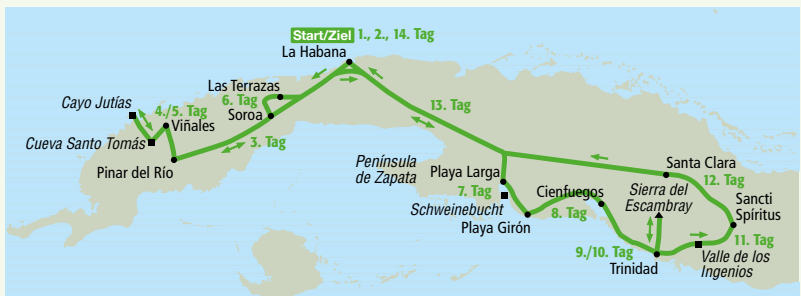 Start/Ziel 1., 2., 14. Tag
La Habana
Las Terrazas
Cayo Jutías
4./5. Tag
6. Tag
13. Tag
Viñales
Soroa
Cueva Santo Tomás
3. Tag
Pinar del Río
Península
de Zapata
Playa Larga
Santa Clara
7. Tag
Cienfuegos
Sierra del
Escambray
12. Tag
Sancti
Spíritus
Schweinebucht
8. Tag
Playa Girón
11. Tag
9./10. Tag
Trinidad
Valle de los
Ingenios